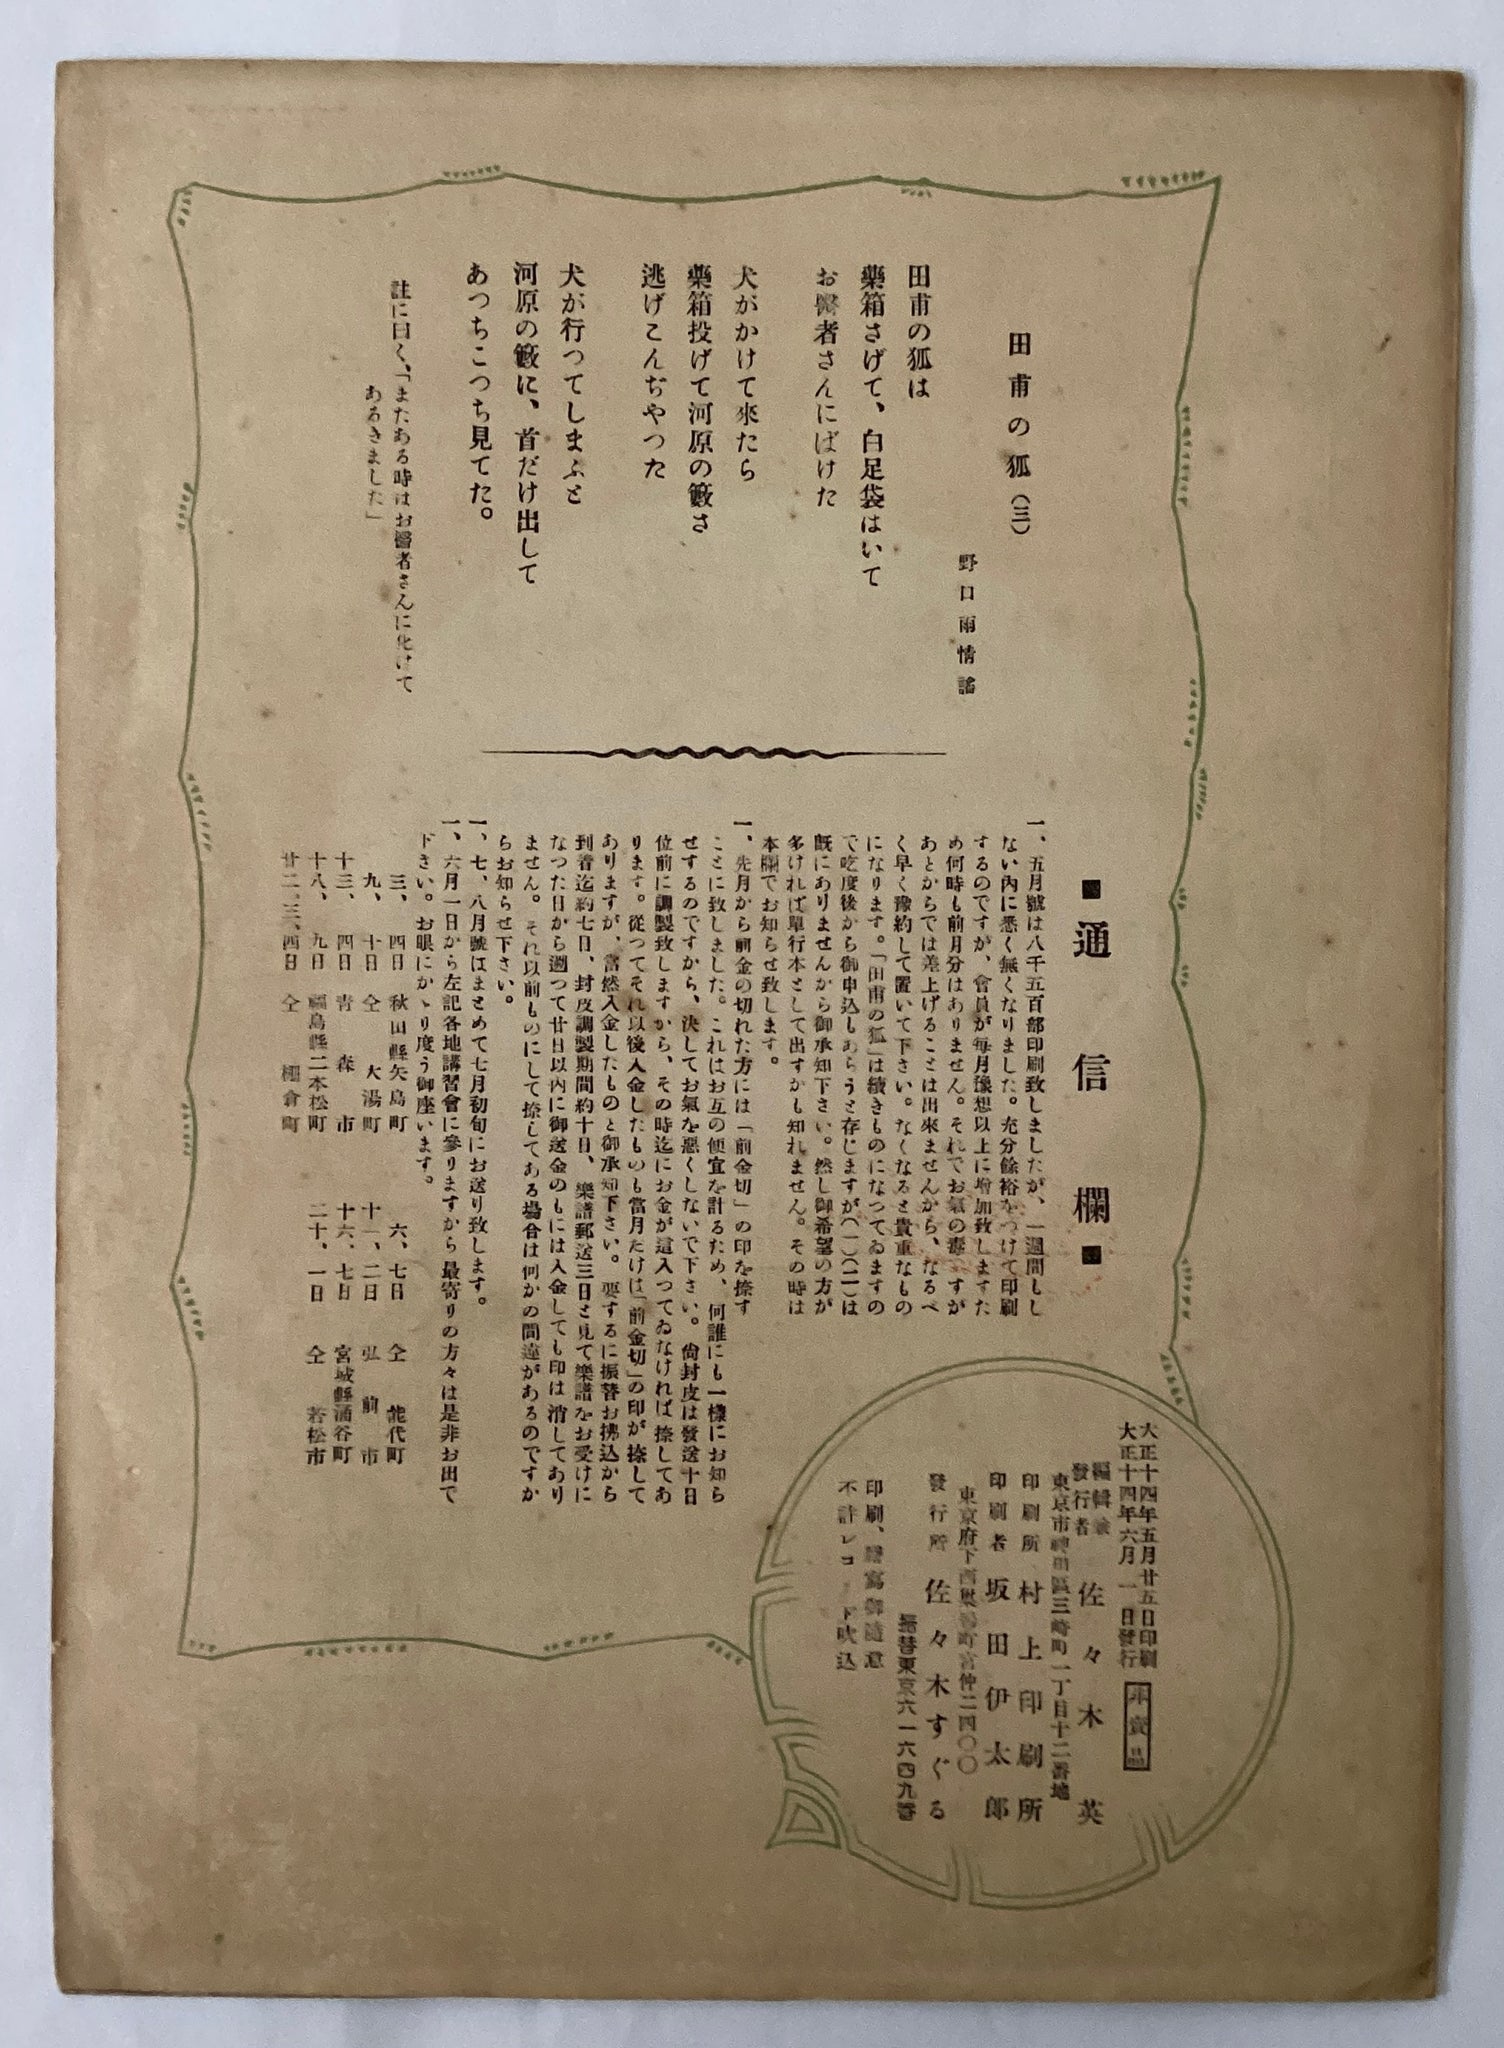 田甫の狐(三)
野口雨情謠
田甫の狐は
藥箱さげて、白足袋はいて
お醫者さんにばけた
犬がかけて來たら
藥箱投げて河原の籔さ
逃げこんぢやつた
犬が行つてしまふと
河原の籔に、首だけ出して
あつちこつち見てた。
註に曰く、「またある時はお醫者さんに化けて
あるきました」
■通信欄■
一、五月號は八千五百部印刷致しましたが、一週間もし
ない内に悉く無くなりました。充分餘裕をつけて印刷
するのですが、會員が毎月豫想以上に增加致しますた
め何時も前月分はありません。それでお氣の毒 すが
あとからでは差上げることは出來ませんから、なるべ
く早く豫約して置いて下さい。なくなると貴重なもの
になります。「田甫の狐」は續きものになつてゐますの
で吃度後から御申込もあらうと存じますが(一)(二)は
既にありませんから御承知下さい。然し御希望の方が
多ければ單行本として出すかも知れません。その時は
本欄でお知らせ致します。
一、先月から前金の切れた方には「前金切」の印を捺す
ことに致しました。これはお互の便宜を計るため、何誰にも一樣にお知ら
せするのですから、決してお氣を惡くしないで下さい。尙封皮は發送十日
位前に調製致しますから、その時迄にお金が這入つてゐなければ捺してあ
ります。從つてそれ以後入金したものも當月だけは「前金切」の印が捺して
ありますが、當然入金したものと御承知下さい。要するに振替お拂込から
到着迄約七日、封皮調製期間約十日、樂譜郵送三日と見て樂譜をお受けに
なつた日から遡つて廿日以内に御送金のもには入金しても印は消してあり
ません。それ以前ものにして捺してある場合は何かの間違があるのですか
らお知らせ下さい。
一、七、八月號はまとめて七月初旬にお送り致します。
一、六月一日から左記各地講習會に參りますから最寄りの方々は是非お出で
下さい。お眼にかゝり度う御座います。
三、四日 秋田縣矢島町 六、七日 仝 能代町
九、十日 仝 大湯町 十一、二日 弘前市
十三、四日 青森市 十六、七日 宮城縣涌谷町
十八、九日 福島縣二本松町 二十、一日 仝 若松市
廿二、三、四日 仝 棚倉町
大正十四年五月廿五日印刷
大正十四年六月一日發行 非賣品
編輯兼
發行者 佐々木英
東京市神田區三崎町一丁目十二番地
印刷所 村上印刷所
印刷者 坂田伊太郎
東京府下西巢鴨町宮仲二四〇〇
發行所 佐々木すぐる
振替東京六一六四九番
印刷、謄寫御隨意
不許レコード吹込